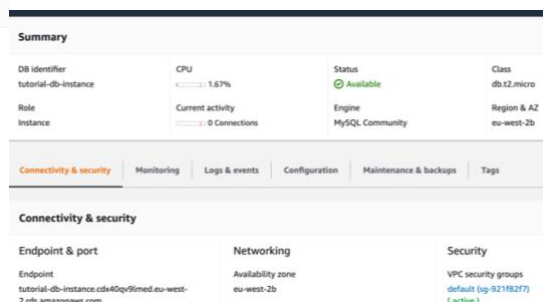 Summary
DB identifier CPU Status Class
tutorial-db-instance 1.67% Available db.t2.micro
Role Current activity Engine Region & AZ
Instance 0 Connections MySQL Community eu-west-2b
Connectivity & security Monitoring Logs & events Configuration Maintenance & backups Tags
Connectivity & security
Endpoint & port Networking Security
Endpoint Availability zone VPC security groups
tutorial-db-instance.cdx40qv9lmed.eu-west- eu-west-2b default (sg-921f82f7)
2.rds.amazonaws.com ( active )